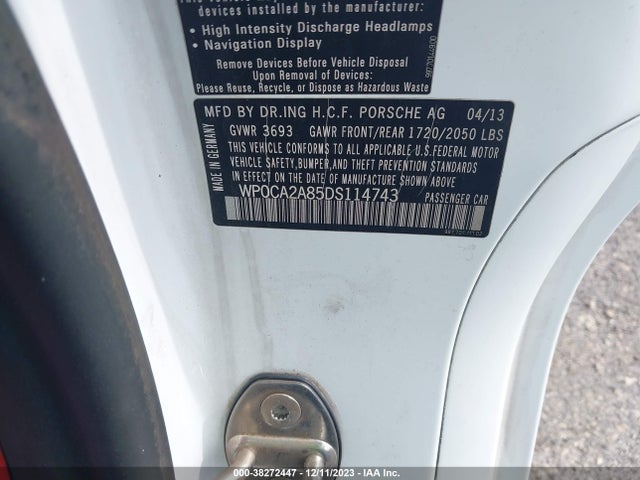 devices installed by the manufacturer:
• High Intensity Discharge Headlamps
• Navigation Display
Remove Devices Before Vehicle Disposal
Upon Removal of Devices:
Please Reuse, Recycle, or Dispose as Hazardous Waste
MFD BY DR.ING H.C.F. PORSCHE AG 04/13
GVWR 3693 GAWR FRONT/REAR 1720/2050 LBS
THIS VEHICLE CONFORMS TO ALL APPLICABLE U.S.FEDERAL MOTOR
VEHICLE SAFETY,BUMPER,AND THEFT PREVENTION STANDARDS
IN EFFECT ON THE DATE OF MANUFACTURE SHOWN ABOVE.
WP0CA2A85DS114743 PASSENGER CAR
MADE IN GERMANY
000-38272447 - 12/11/2023 - IAA Inc.